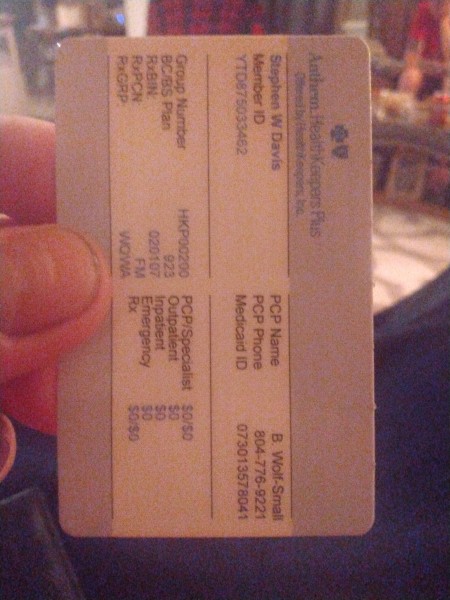 Anthem HealthKeepers Plus
Offered by HealthKeepers, Inc.
Stephen W Davis
Member ID
YTD875033462
PCP Name B. Wolf-Small
PCP Phone 804-776-9221
Medicaid ID 073013578041
Group Number HKP00200
BC/BS Plan 923
RxBIN 020107
RxPCN FM
RxGRP WOWA
PCP/Specialist $0/$0
Outpatient $0
Inpatient $0
Emergency $0
Rx $0/$0